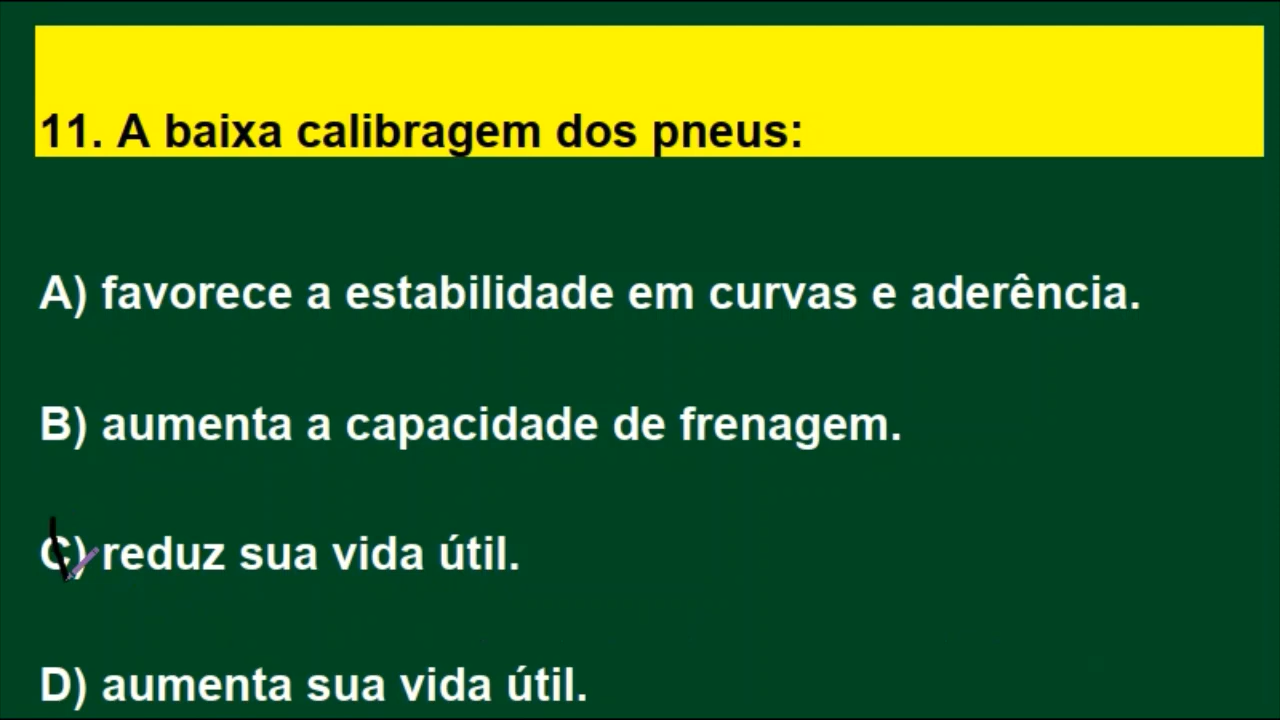 11. A baixa calibragem dos pneus:
A) favorece a estabilidade em curvas e aderência.
B) aumenta a capacidade de frenagem.
C) reduz sua vida útil.
D) aumenta sua vida útil.